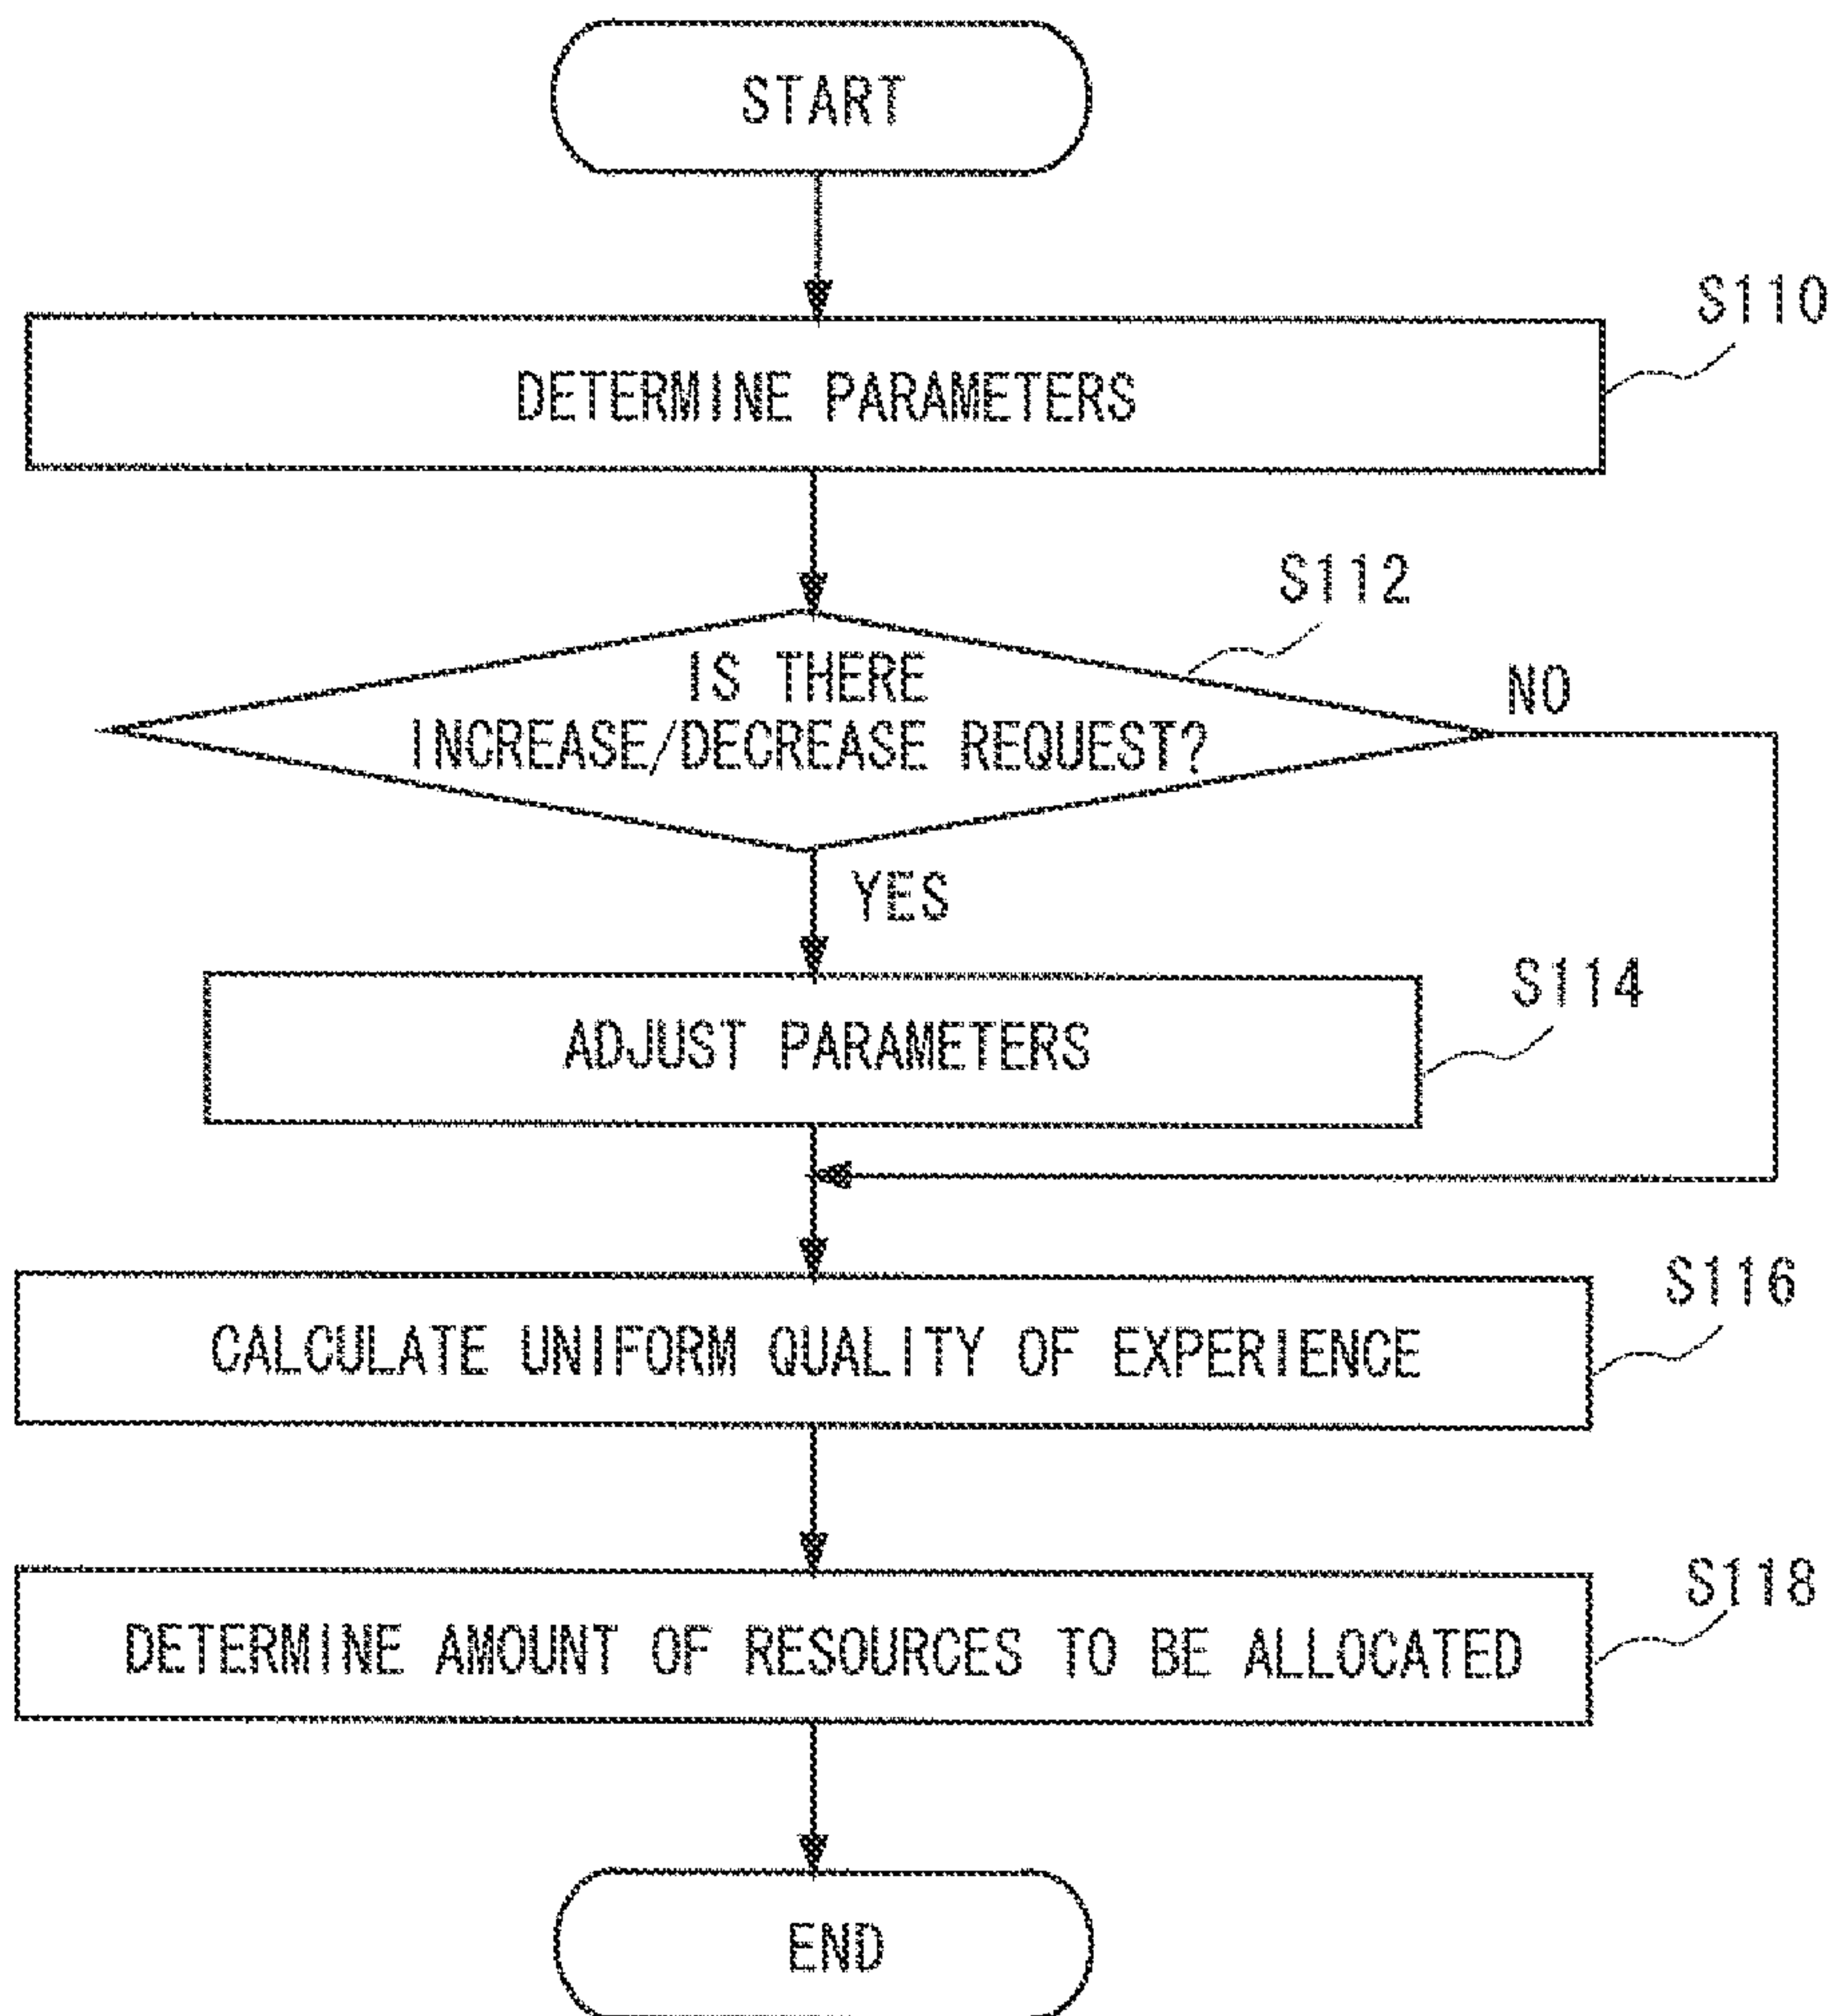 START
S110
DETERMINE PARAMETERS
S112
IS THERE
INCREASE/DECREASE REQUEST?
NO
YES
S114
ADJUST PARAMETERS
S116
CALCULATE UNIFORM QUALITY OF EXPERIENCE
S118
DETERMINE AMOUNT OF RESOURCES TO BE ALLOCATED
END